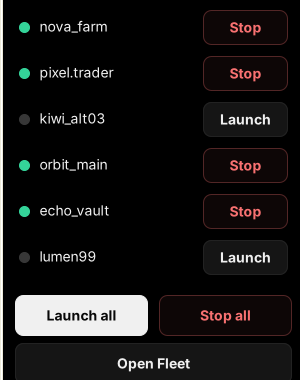 nova_farm Stop
pixel.trader Stop
kiwi_alt03 Launch
orbit_main Stop
echo_vault Stop
lumen99 Launch
Launch all Stop all
Open Fleet